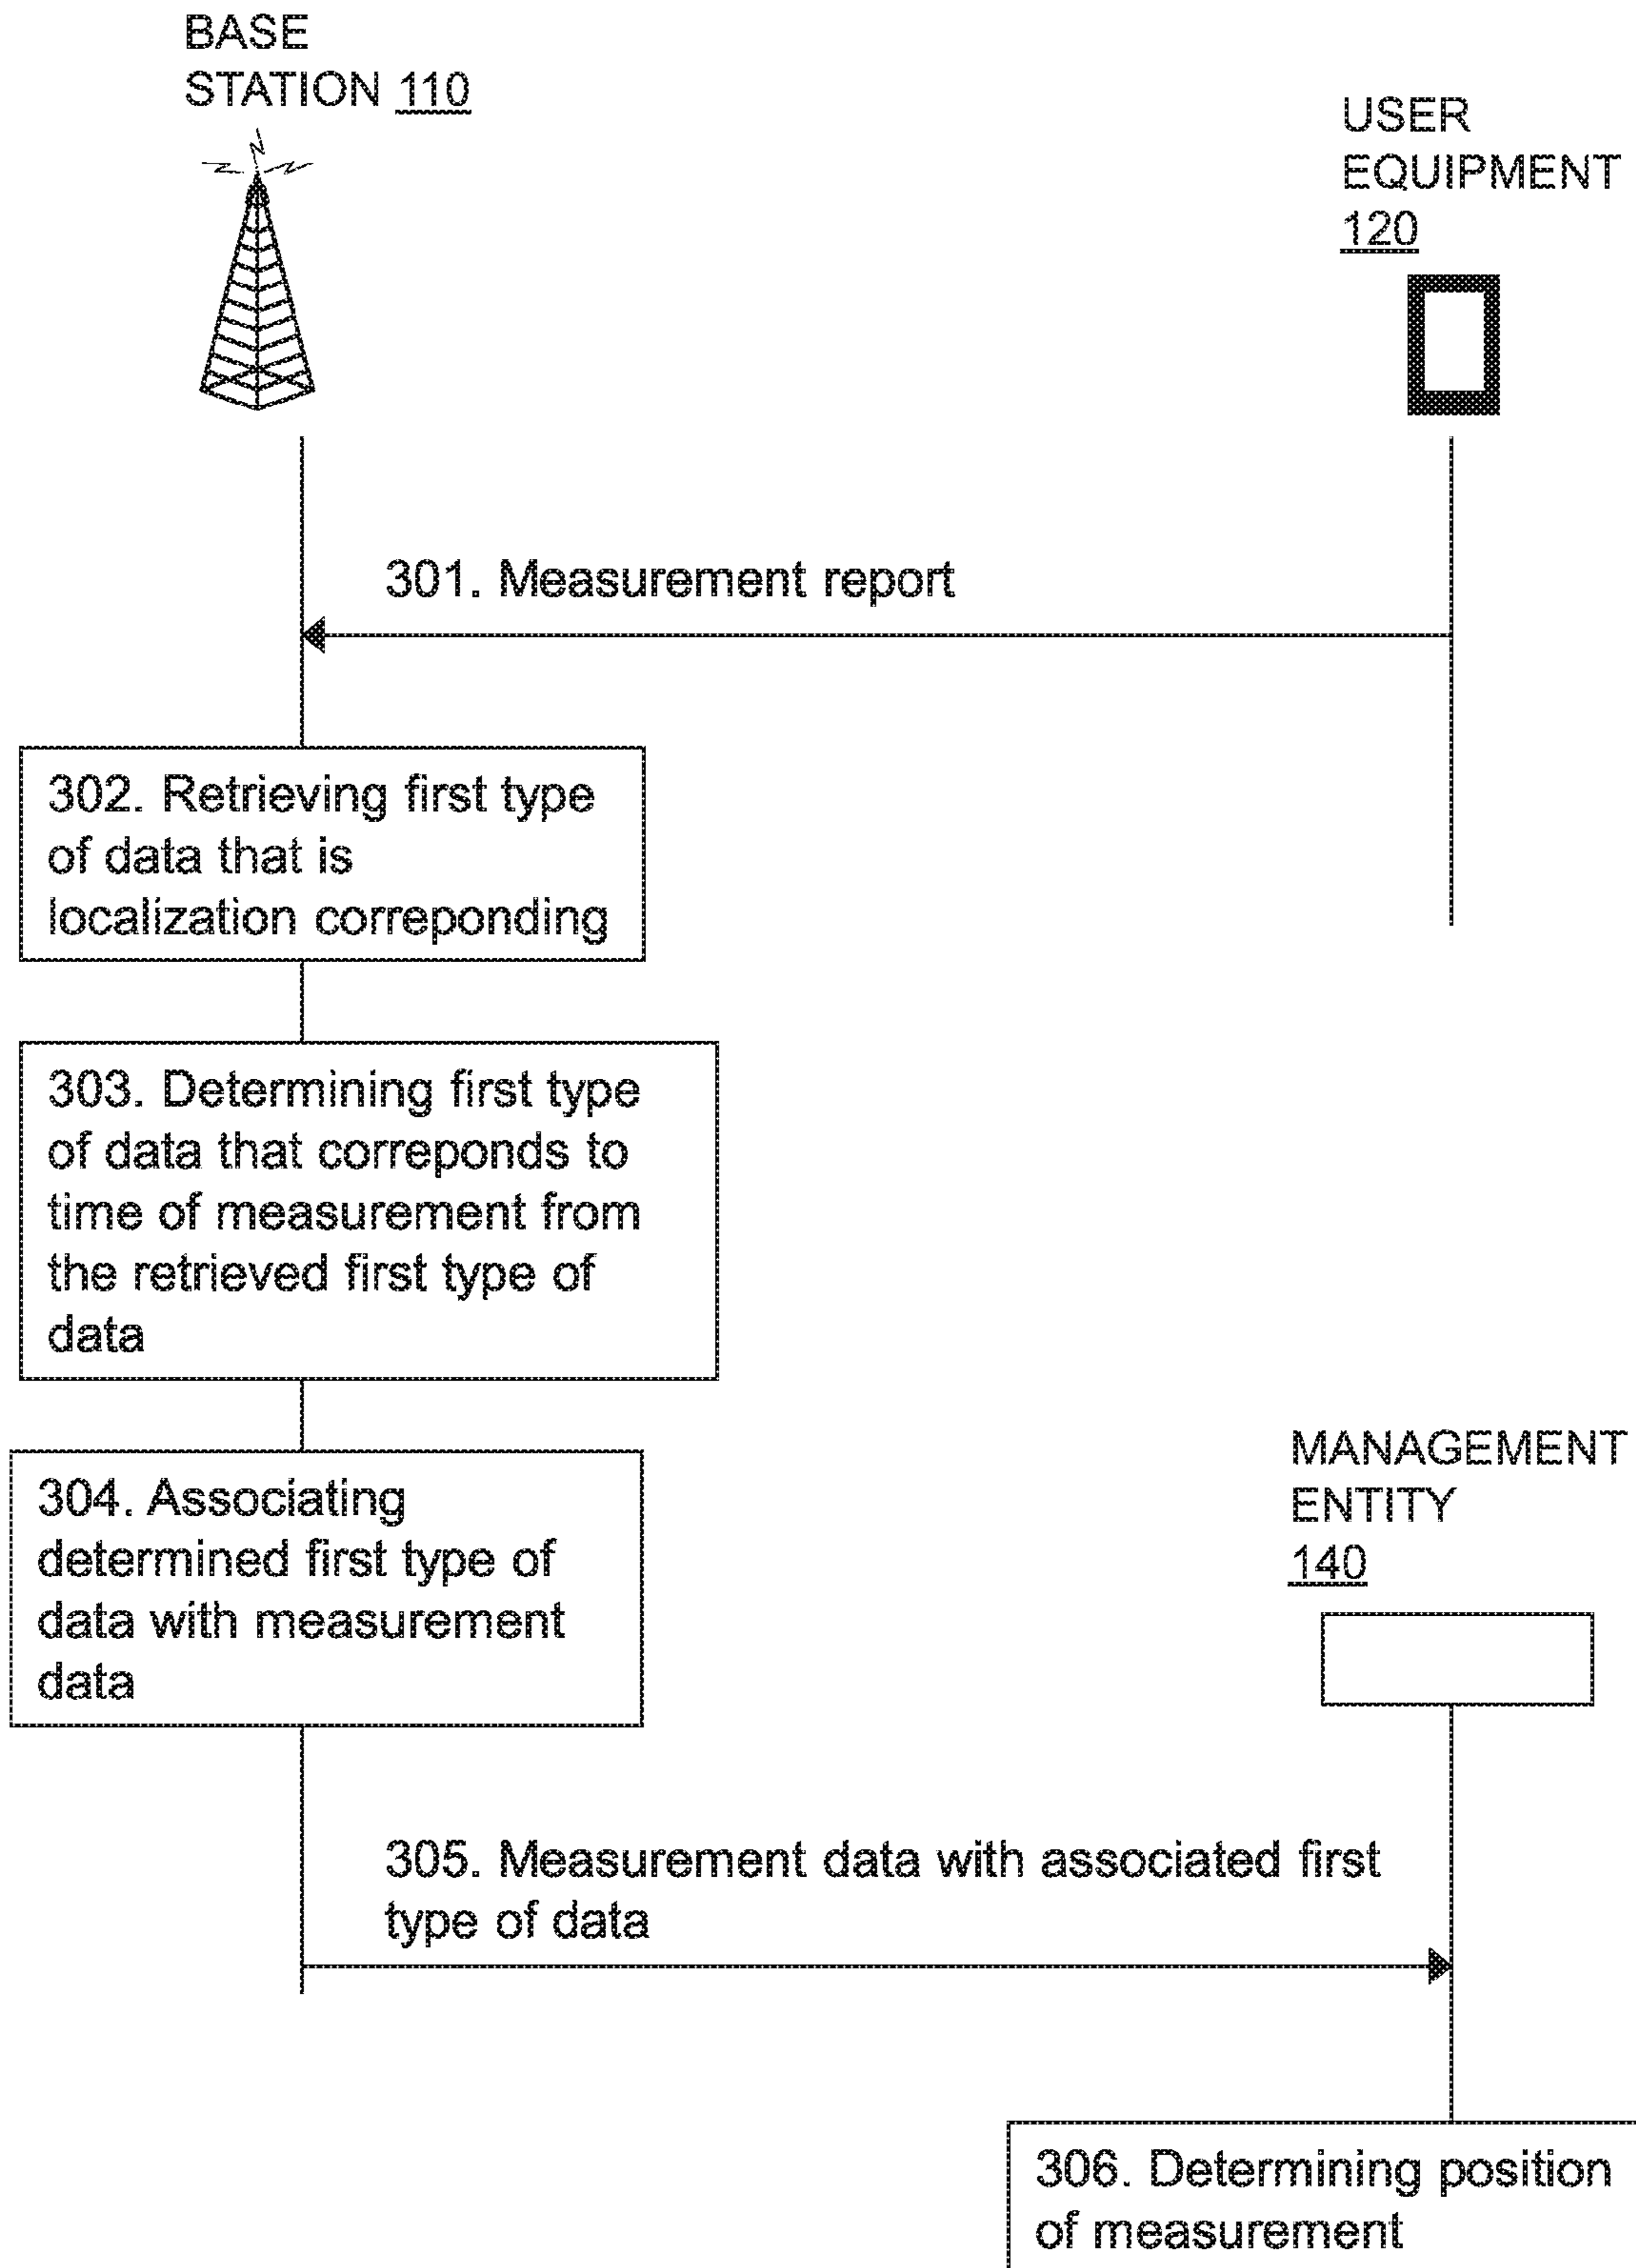 BASE
STATION 110
USER
EQUIPMENT
120
301. Measurement report
302. Retrieving first type
of data that is
localization correponding
303. Determining first type
of data that correponds to
time of measurement from
the retrieved first type of
data
304. Associating
determined first type of
data with measurement
data
MANAGEMENT
ENTITY
140
305. Measurement data with associated first
type of data
306. Determining position
of measurement